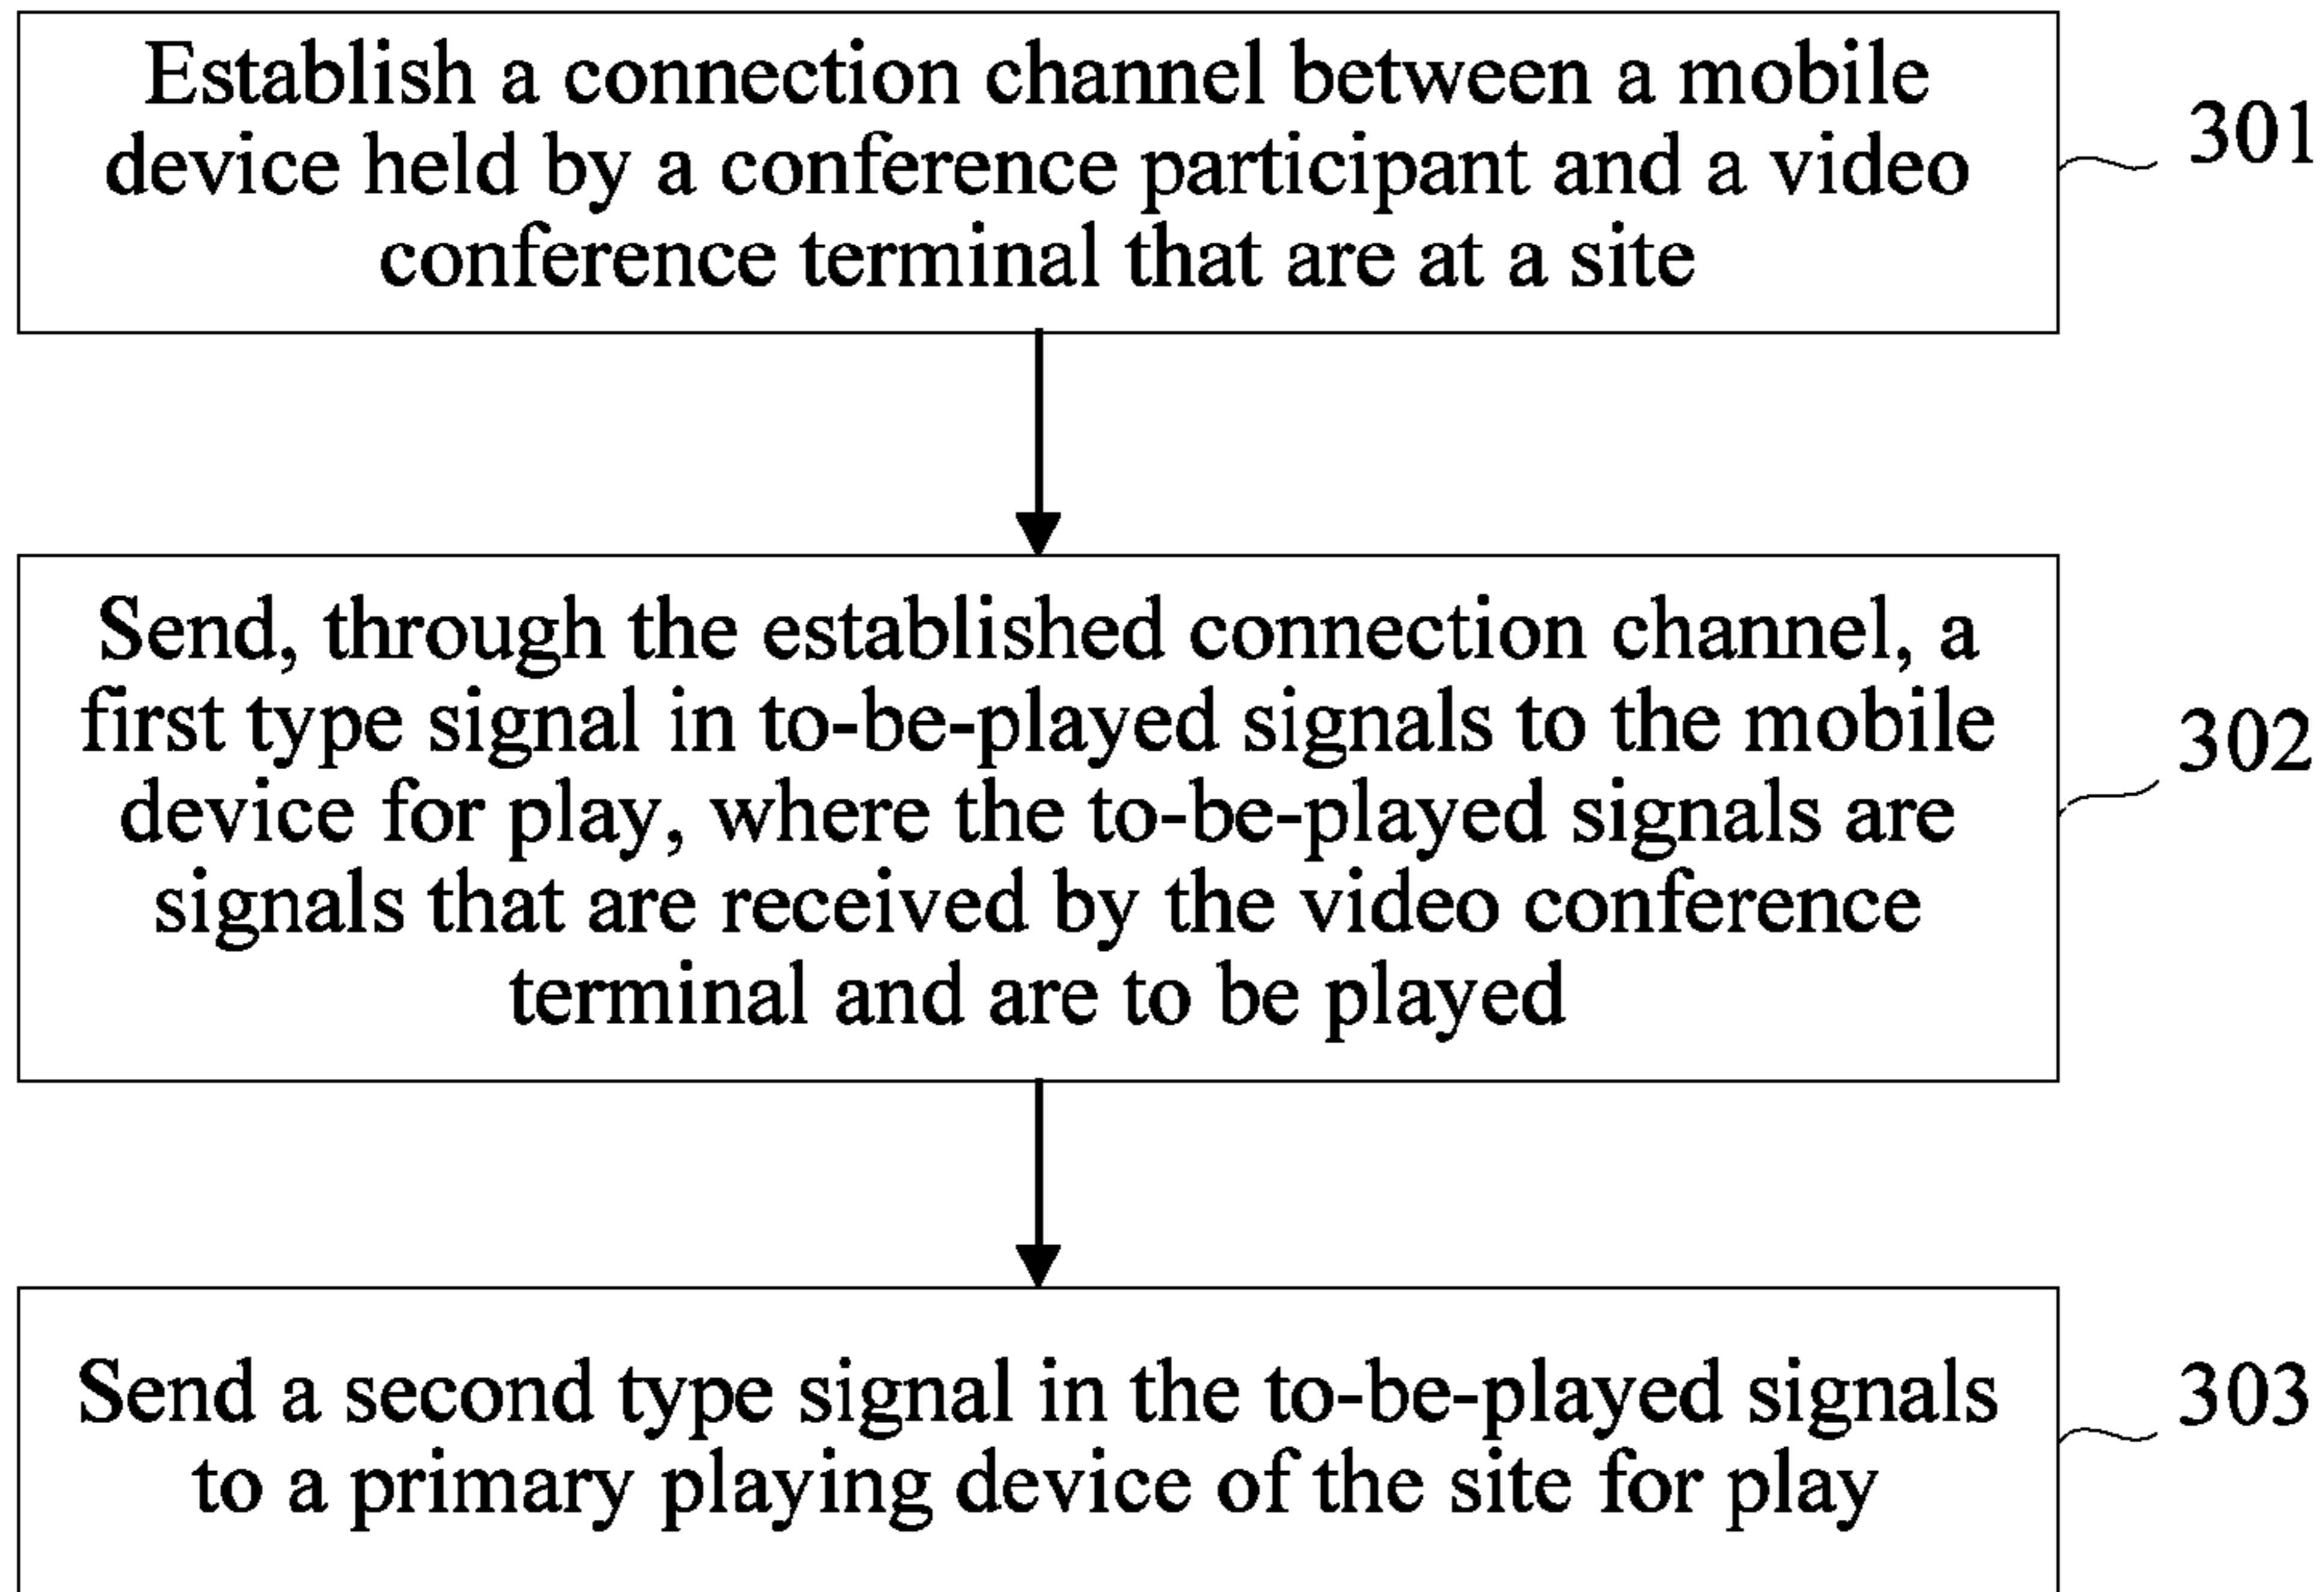 Establish a connection channel between a mobile
device held by a conference participant and a video
conference terminal that are at a site
301
Send, through the established connection channel, a
first type signal in to-be-played signals to the mobile
device for play, where the to-be-played signals are
signals that are received by the video conference
terminal and are to be played
302
Send a second type signal in the to-be-played signals
to a primary playing device of the site for play
303